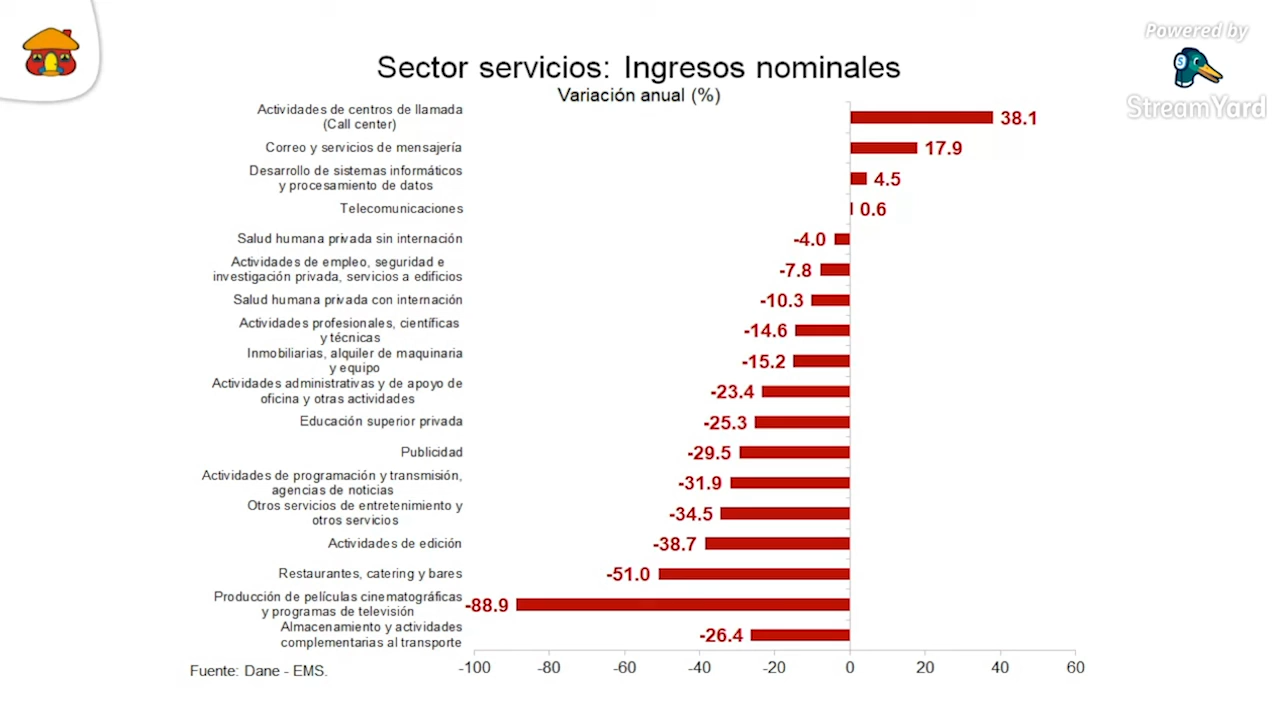 Powered by
S
StreamYard
Sector servicios: Ingresos nominales
Variación anual (%)
Actividades de centros de llamada
(Call center)
38.1
Correo y servicios de mensajería
17.9
Desarrollo de sistemas informáticos
y procesamiento de datos
4.5
Telecomunicaciones
0.6
Salud humana privada sin internación
-4.0
Actividades de empleo, seguridad e
investigación privada, servicios a edificios
-7.8
Salud humana privada con internación
-10.3
Actividades profesionales, científicas
y técnicas
-14.6
Inmobiliarias, alquiler de maquinaria
y equipo
-15.2
Actividades administrativas y de apoyo de
oficina y otras actividades
-23.4
Educación superior privada
-25.3
Publicidad
-29.5
Actividades de programación y transmisión,
agencias de noticias
-31.9
Otros servicios de entretenimiento y
otros servicios
-34.5
Actividades de edición
-38.7
Restaurantes, catering y bares
-51.0
Producción de películas cinematográficas
y programas de televisión
-88.9
Almacenamiento y actividades
complementarias al transporte
-26.4
-100 -80 -60 -40 -20 0 20 40 60
Fuente: Dane - EMS.